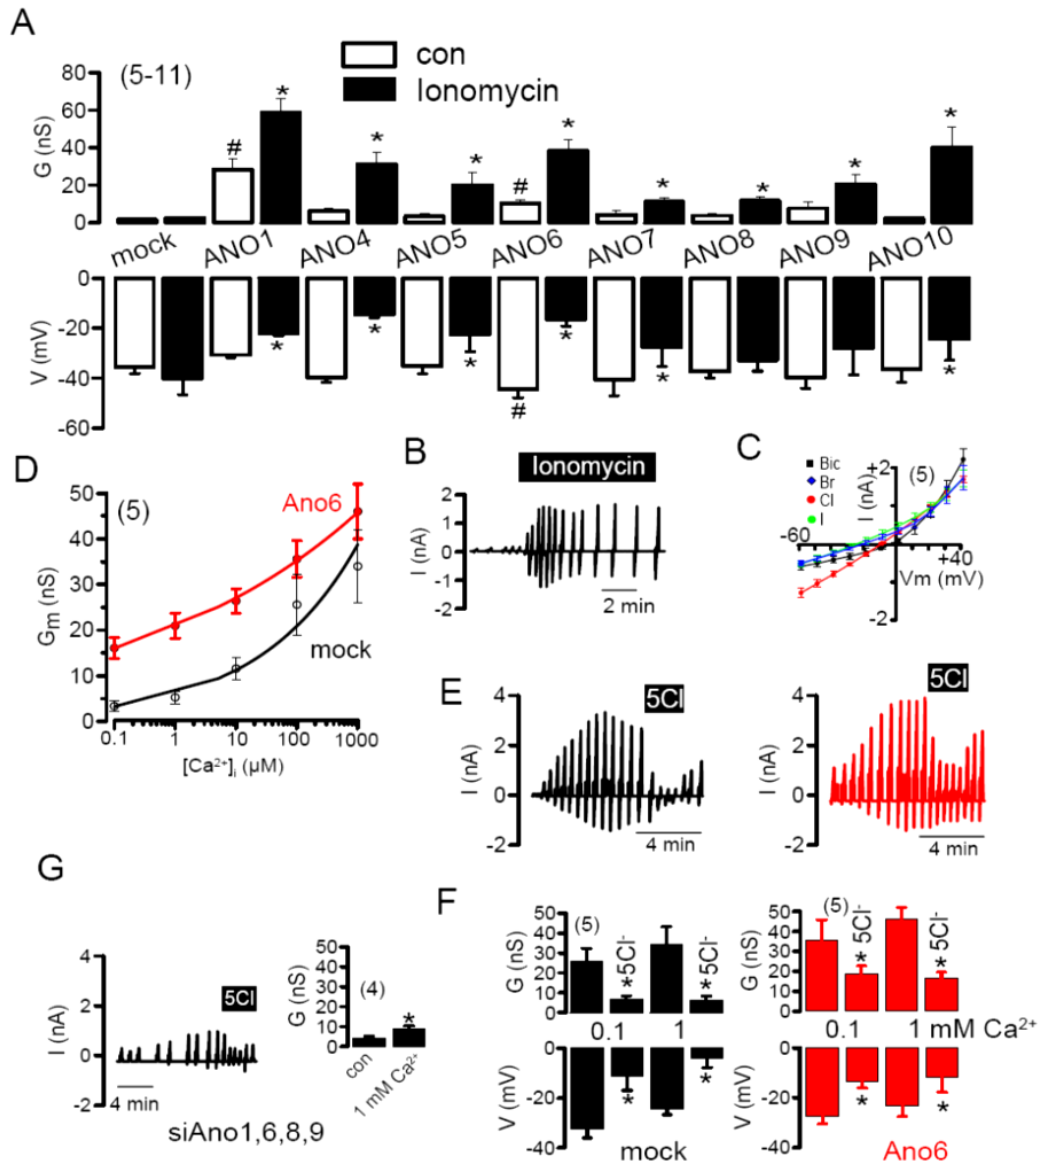 A
con
Ionomycin
(5-11)
G (nS)
80
60
40
20
0
# * * * # * * * * *
mock ANO1 ANO4 ANO5 ANO6 ANO7 ANO8 ANO9 ANO10
V (mV)
0
-20
-40
-60
* * * * # * *
D
(5)
Ano6
mock
Gm (nS)
50
40
30
20
10
0
0.1 1 10 100 1000
[Ca2+]i (µM)
B
Ionomycin
I (nA)
2
1
0
-1
-2
2 min
C
Bic
Br
Cl
I
+2
(5)
I (nA)
-60
+40
Vm (mV)
-2
E
5Cl
I (nA)
4
2
0
-2
4 min
5Cl
I (nA)
4
2
0
-2
4 min
G
I (nA)
4
2
0
-2
5Cl
4 min
siAno1,6,8,9
G (nS)
50
40
30
20
10
0
(4)
*
con
1 mM Ca2+
F
G (nS)
50
40
30
20
10
0
(5)
* 5Cl-
* 5Cl-
0.1 1
V (mV)
0
-20
-40
* *
mock
G (nS)
50
40
30
20
10
0
(5)
* 5Cl-
* 5Cl-
0.1 1 mM Ca2+
V (mV)
0
-20
-40
* *
Ano6